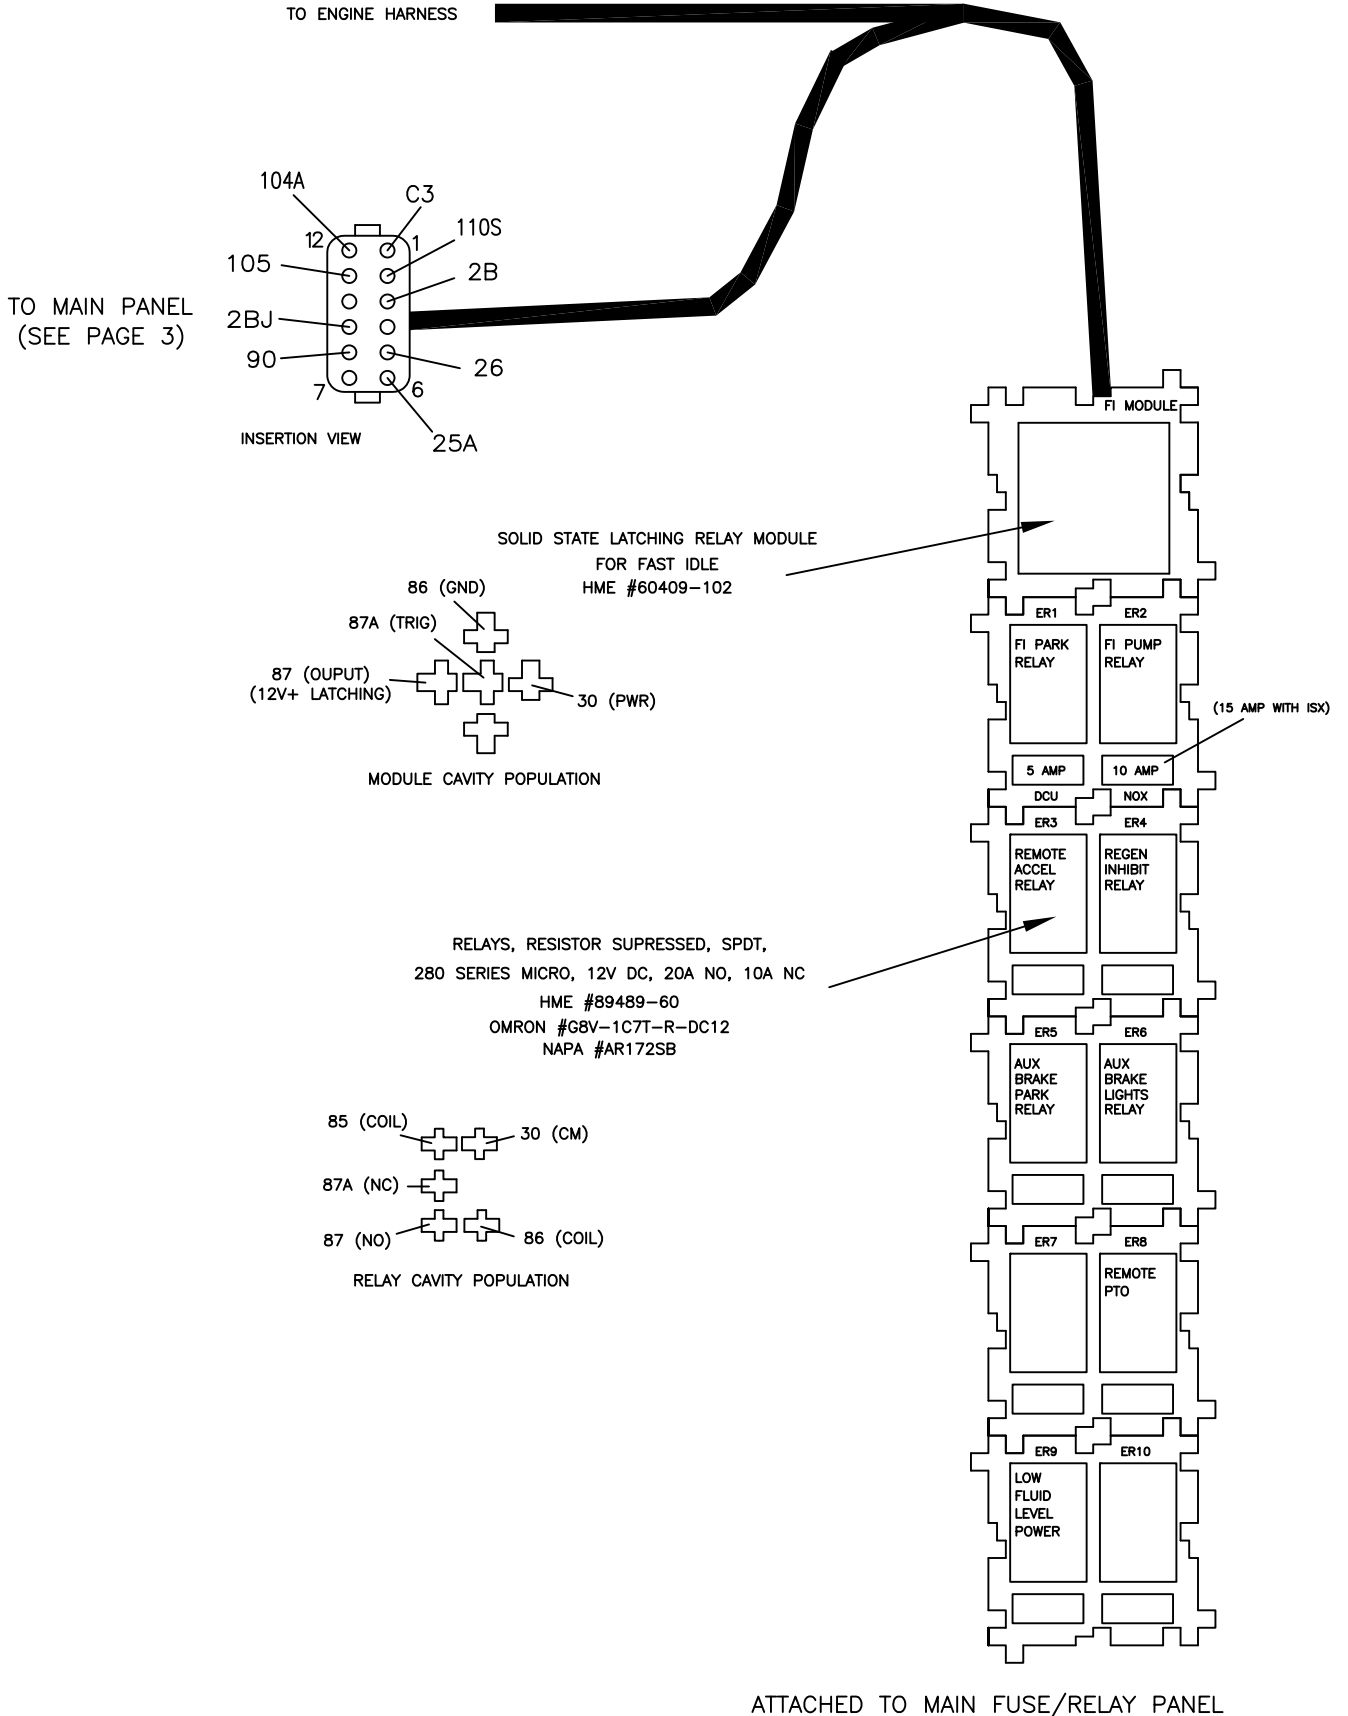 TO ENGINE HARNESS
104A
C3
12
1
110S
105
2B
TO MAIN PANEL
(SEE PAGE 3)
2BJ
90
26
7
6
INSERTION VIEW
25A
FI MODULE
SOLID STATE LATCHING RELAY MODULE
FOR FAST IDLE
HME #60409-102
86 (GND)
87A (TRIG)
87 (OUPUT)
(12V+ LATCHING)
30 (PWR)
MODULE CAVITY POPULATION
ER1
ER2
FI PARK
RELAY
FI PUMP
RELAY
(15 AMP WITH ISX)
5 AMP
10 AMP
DCU
NOX
ER3
ER4
REMOTE
ACCEL
RELAY
REGEN
INHIBIT
RELAY
RELAYS, RESISTOR SUPRESSED, SPDT,
280 SERIES MICRO, 12V DC, 20A NO, 10A NC
HME #89489-60
OMRON #G8V-1C7T-R-DC12
NAPA #AR172SB
ER5
ER6
AUX
BRAKE
PARK
RELAY
AUX
BRAKE
LIGHTS
RELAY
85 (COIL)
30 (CM)
87A (NC)
87 (NO)
86 (COIL)
RELAY CAVITY POPULATION
ER7
ER8
REMOTE
PTO
ER9
ER10
LOW
FLUID
LEVEL
POWER
ATTACHED TO MAIN FUSE/RELAY PANEL